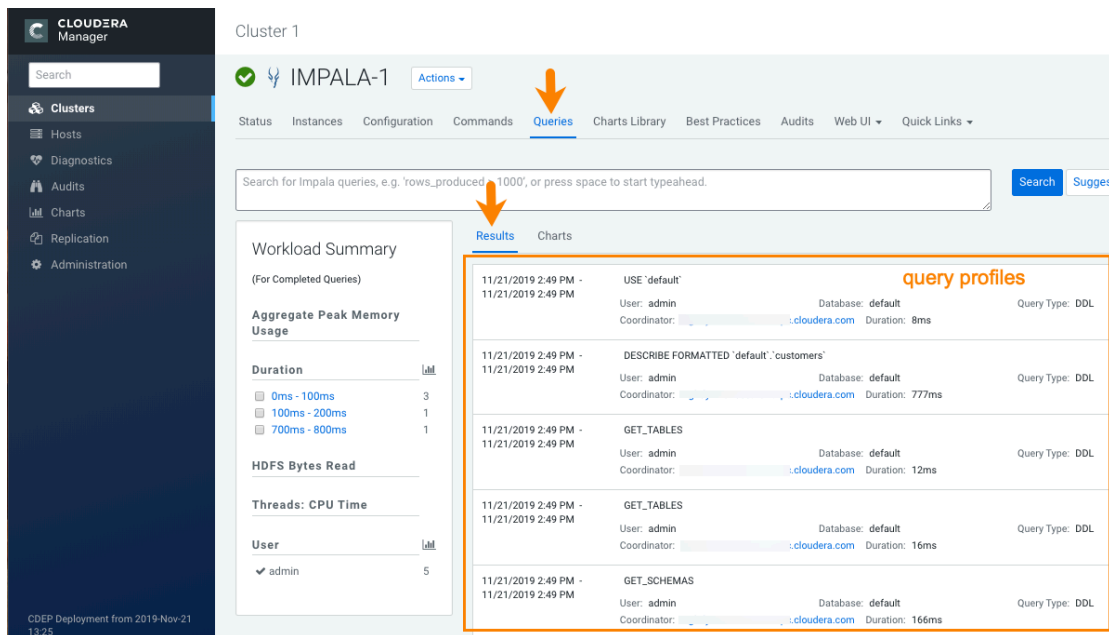 CLOUDERA
Manager
Search
Clusters
Hosts
Diagnostics
Audits
Charts
Replication
Administration
CDEP Deployment from 2019-Nov-21
13:25
Cluster 1
IMPALA-1 Actions
Status Instances Configuration Commands Queries Charts Library Best Practices Audits Web UI Quick Links
Search for Impala queries, e.g. 'rows_produced > 1000', or press space to start typeahead.
Search Sugges
Workload Summary
(For Completed Queries)
Aggregate Peak Memory
Usage
Duration
0ms - 100ms 3
100ms - 200ms 1
700ms - 800ms 1
HDFS Bytes Read
Threads: CPU Time
User
admin 5
Results Charts
query profiles
11/21/2019 2:49 PM - USE `default`
11/21/2019 2:49 PM
User: admin Database: default Query Type: DDL
Coordinator: .cloudera.com Duration: 8ms
11/21/2019 2:49 PM - DESCRIBE FORMATTED `default`.`customers`
11/21/2019 2:49 PM
User: admin Database: default Query Type: DDL
Coordinator: .cloudera.com Duration: 777ms
11/21/2019 2:49 PM - GET_TABLES
11/21/2019 2:49 PM
User: admin Database: default Query Type: DDL
Coordinator: .cloudera.com Duration: 12ms
11/21/2019 2:49 PM - GET_TABLES
11/21/2019 2:49 PM
User: admin Database: default Query Type: DDL
Coordinator: .cloudera.com Duration: 16ms
11/21/2019 2:49 PM - GET_SCHEMAS
11/21/2019 2:49 PM
User: admin Database: default Query Type: DDL
Coordinator: .cloudera.com Duration: 166ms